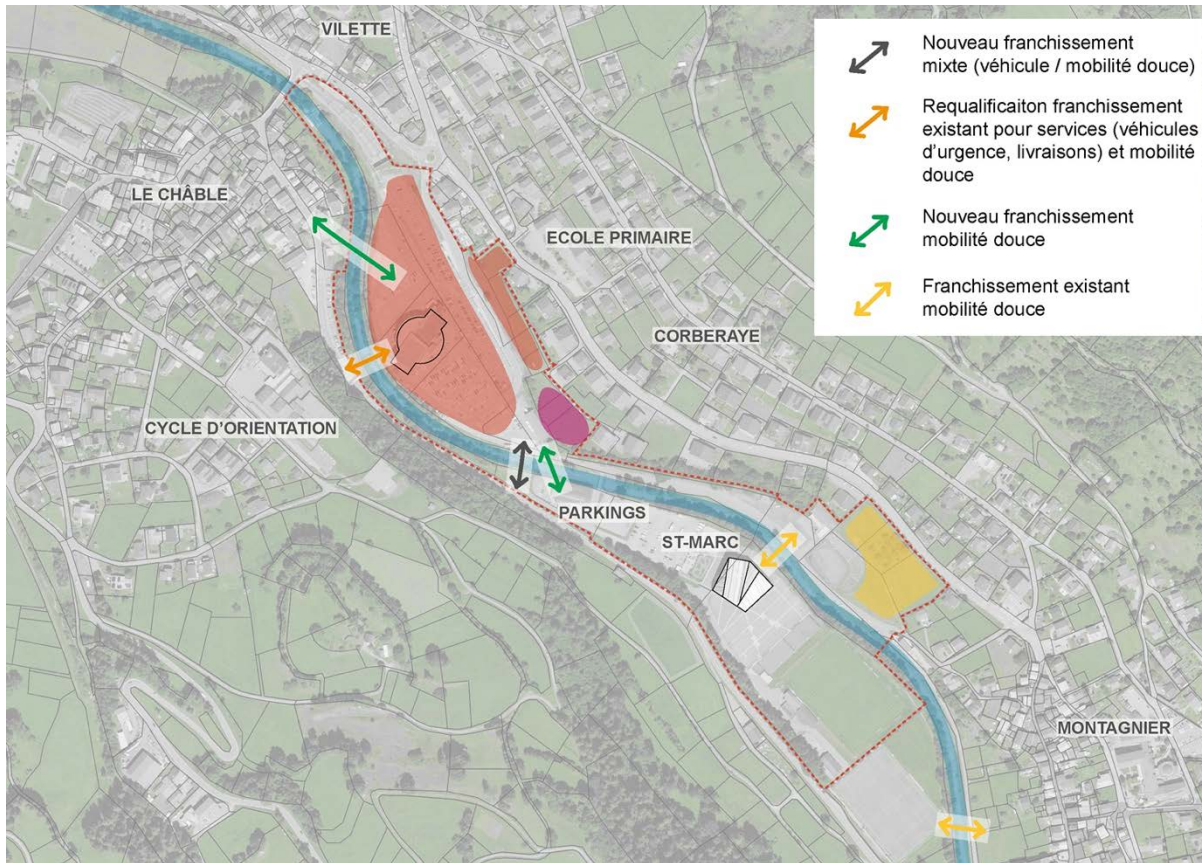 VILETTE
LE CHÂBLE
ECOLE PRIMAIRE
CORBERAYE
CYCLE D'ORIENTATION
PARKINGS
ST-MARC
MONTAGNIER
Nouveau franchissement
mixte (véhicule / mobilité douce)
Requalificaiton franchissement
existant pour services (véhicules
d'urgence, livraisons) et mobilité
douce
Nouveau franchissement
mobilité douce
Franchissement existant
mobilité douce